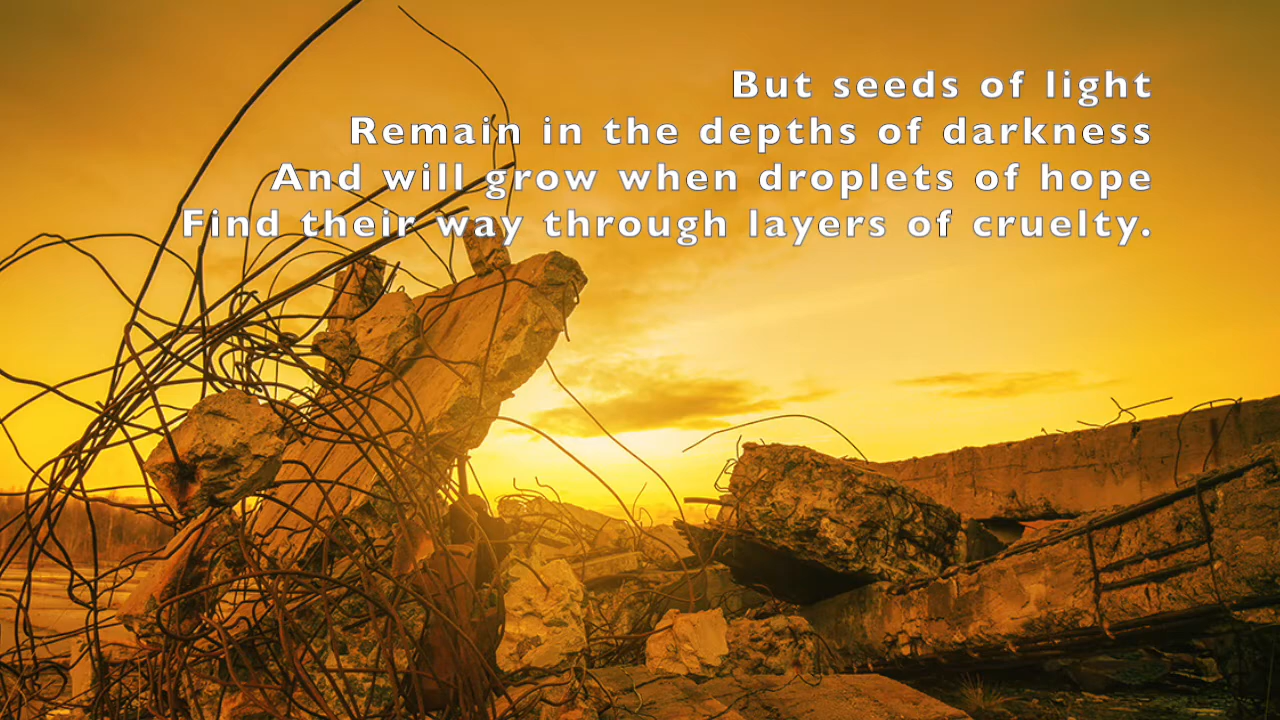 But seeds of light
Remain in the depths of darkness
And will grow when droplets of hope
Find their way through layers of cruelty.